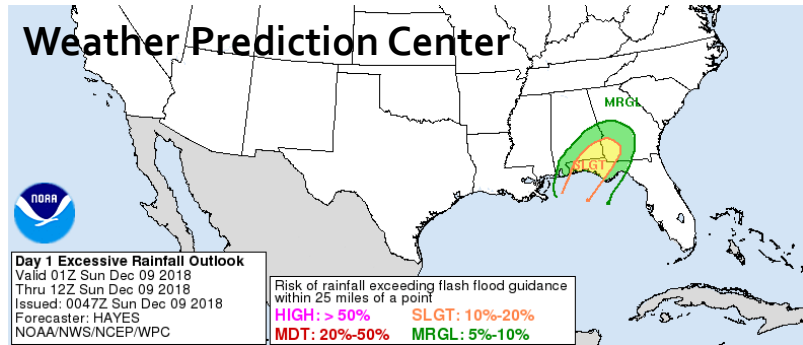 Weather Prediction Center
MRGL
SLGT
NOAA
Day 1 Excessive Rainfall Outlook
Valid 01Z Sun Dec 09 2018
Thru 12Z Sun Dec 09 2018
Issued: 0047Z Sun Dec 09 2018
Forecaster: HAYES
NOAA/NWS/NCEP/WPC
Risk of rainfall exceeding flash flood guidance
within 25 miles of a point
HIGH: > 50% SLGT: 10%-20%
MDT: 20%-50% MRGL: 5%-10%